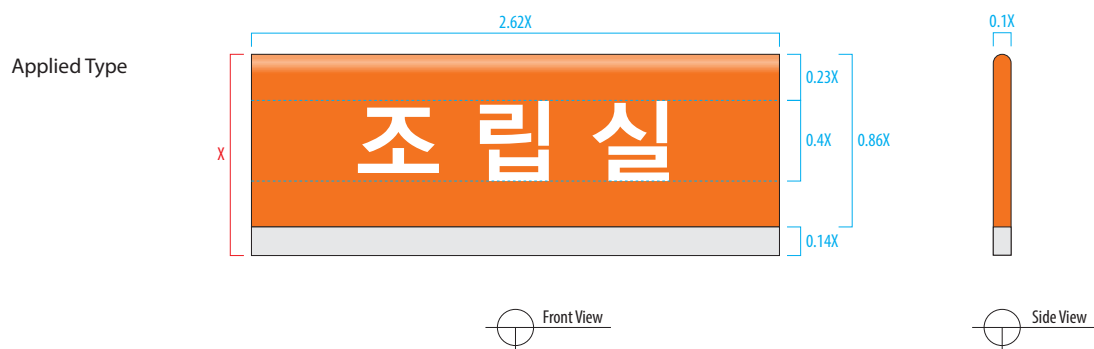 2.62X
0.1X
Applied Type
0.23X
X
조립실
0.4X
0.86X
0.14X
Front View
Side View